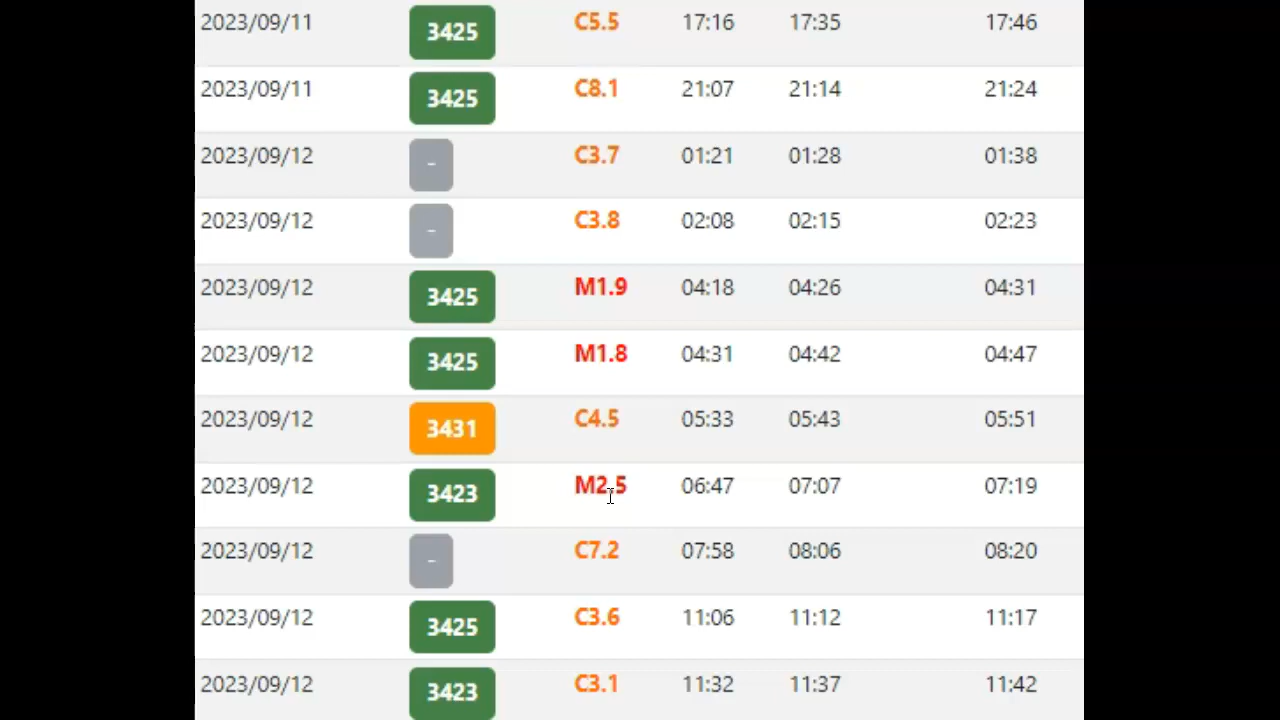 2023/09/11 3425 C5.5 17:16 17:35 17:46
2023/09/11 3425 C8.1 21:07 21:14 21:24
2023/09/12 - C3.7 01:21 01:28 01:38
2023/09/12 - C3.8 02:08 02:15 02:23
2023/09/12 3425 M1.9 04:18 04:26 04:31
2023/09/12 3425 M1.8 04:31 04:42 04:47
2023/09/12 3431 C4.5 05:33 05:43 05:51
2023/09/12 3423 M2.5 06:47 07:07 07:19
2023/09/12 - C7.2 07:58 08:06 08:20
2023/09/12 3425 C3.6 11:06 11:12 11:17
2023/09/12 3423 C3.1 11:32 11:37 11:42